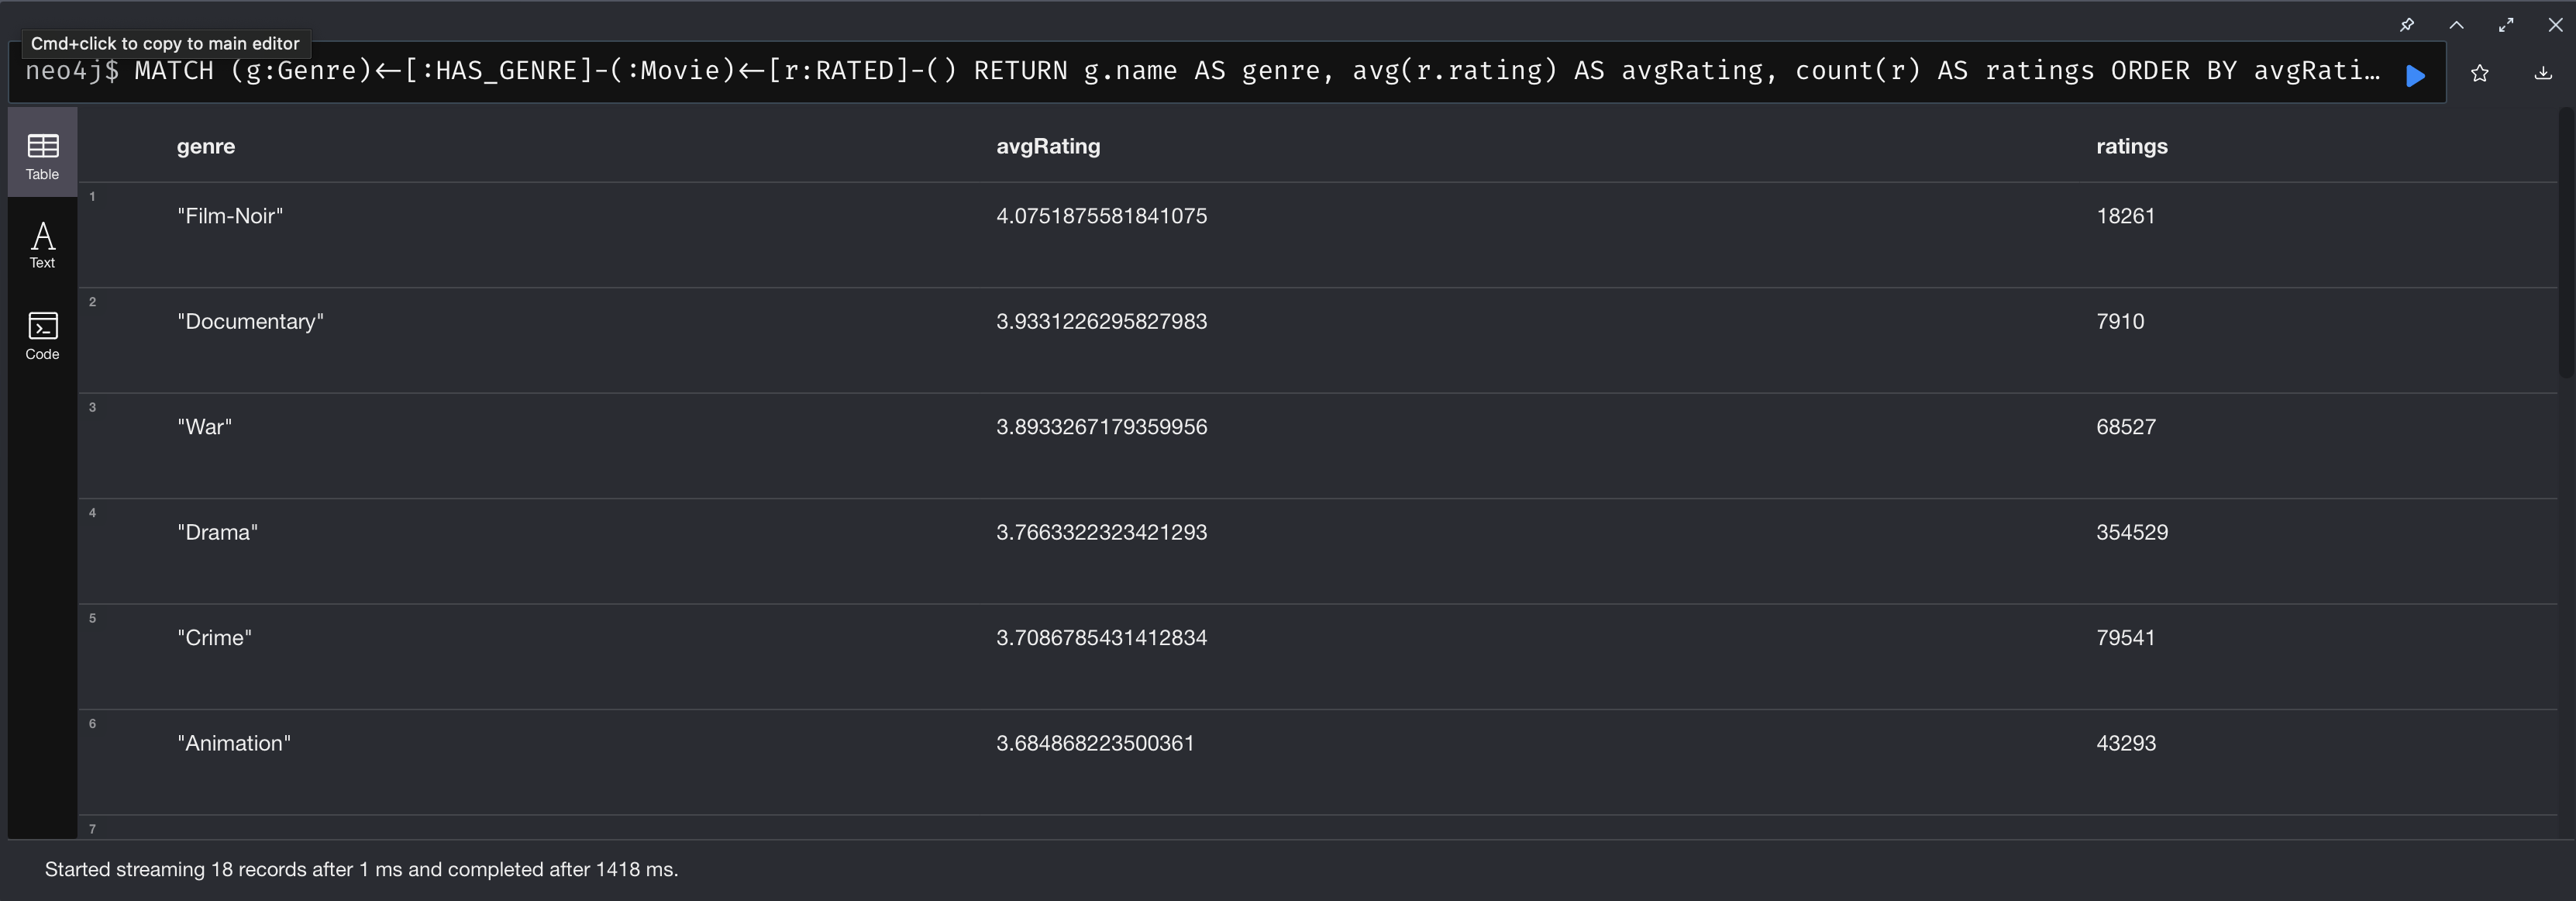 Cmd+click to copy to main editor
neo4j$ MATCH (g:Genre)<-[:HAS_GENRE]-(:Movie)<-[r:RATED]-() RETURN g.name AS genre, avg(r.rating) AS avgRating, count(r) AS ratings ORDER BY avgRati…
Table
Text
Code
genre avgRating ratings
1 "Film-Noir" 4.0751875581841075 18261
2 "Documentary" 3.9331226295827983 7910
3 "War" 3.8933267179359956 68527
4 "Drama" 3.7663322323421293 354529
5 "Crime" 3.7086785431412834 79541
6 "Animation" 3.684868223500361 43293
7
Started streaming 18 records after 1 ms and completed after 1418 ms.